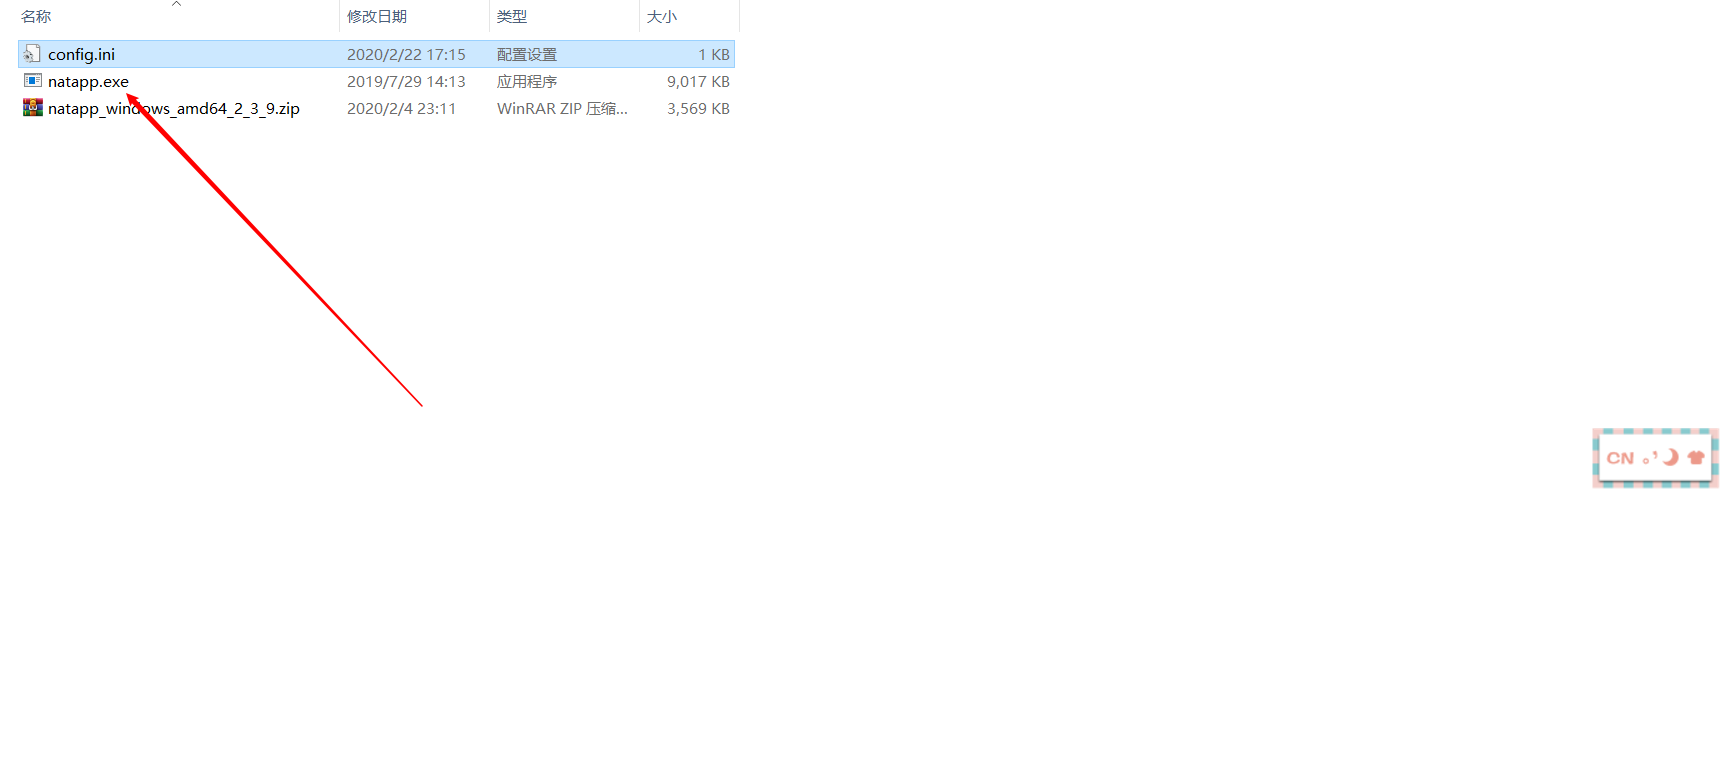 名称 修改日期 类型 大小
config.ini 2020/2/22 17:15 配置设置 1 KB
natapp.exe 2019/7/29 14:13 应用程序 9,017 KB
natapp_windows_amd64_2_3_9.zip 2020/2/4 23:11 WinRAR ZIP 压缩... 3,569 KB
CN 。’